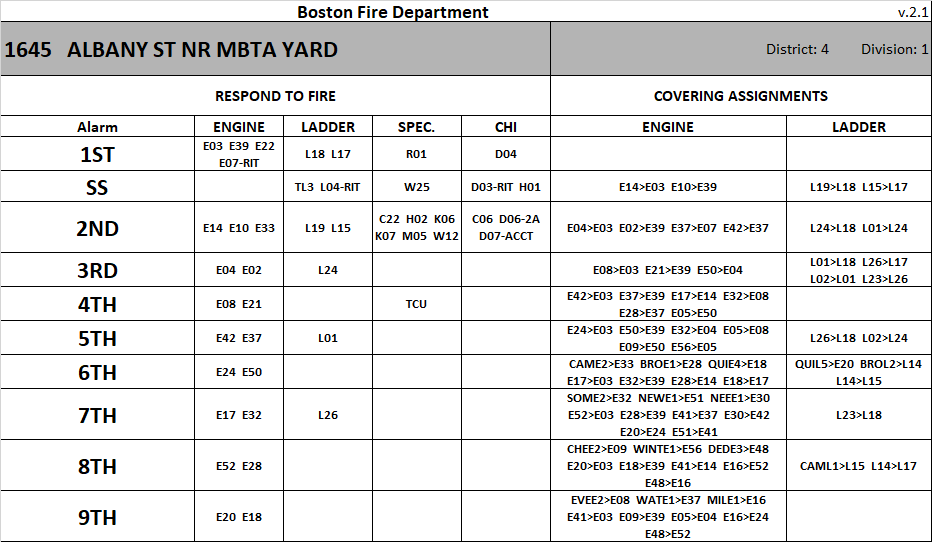 Boston Fire Department v.2.1
1645 ALBANY ST NR MBTA YARD District: 4 Division: 1
RESPOND TO FIRE COVERING ASSIGNMENTS
Alarm ENGINE LADDER SPEC. CHI ENGINE LADDER
1ST E03 E39 E22 L18 L17 R01 D04
E07-RIT
SS TL3 L04-RIT W25 D03-RIT H01 E14>E03 E10>E39 L19>L18 L15>L17
2ND E14 E10 E33 L19 L15 C22 H02 K06 C06 D06-2A E04>E03 E02>E39 E37>E07 E42>E37 L24>L18 L01>L24
K07 M05 W12 D07-ACCT
3RD E04 E02 L24 E08>E03 E21>E39 E50>E04 L01>L18 L26>L17
L02>L01 L23>L26
4TH E08 E21 TCU E42>E03 E37>E39 E17>E14 E32>E08
E28>E37 E05>E50
5TH E42 E37 L01 E24>E03 E50>E39 E32>E04 E05>E08 L26>L18 L02>L24
E09>E50 E56>E05
6TH E24 E50 CAME2>E33 BROE1>E28 QUIE4>E18 QUIL5>E20 BROL2>L14
E17>E03 E32>E39 E28>E14 E18>E17 L14>L15
7TH E17 E32 L26 SOME2>E32 NEWE1>E51 NEEE1>E30 L23>L18
E52>E03 E28>E39 E41>E37 E30>E42
E20>E24 E51>E41
8TH E52 E28 CHEE2>E09 WINTE1>E56 DEDE3>E48 CAML1>L15 L14>L17
E20>E03 E18>E39 E41>E14 E16>E52
E48>E16
9TH E20 E18 EVEE2>E08 WATE1>E37 MILE1>E16
E41>E03 E09>E39 E05>E04 E16>E24
E48>E52